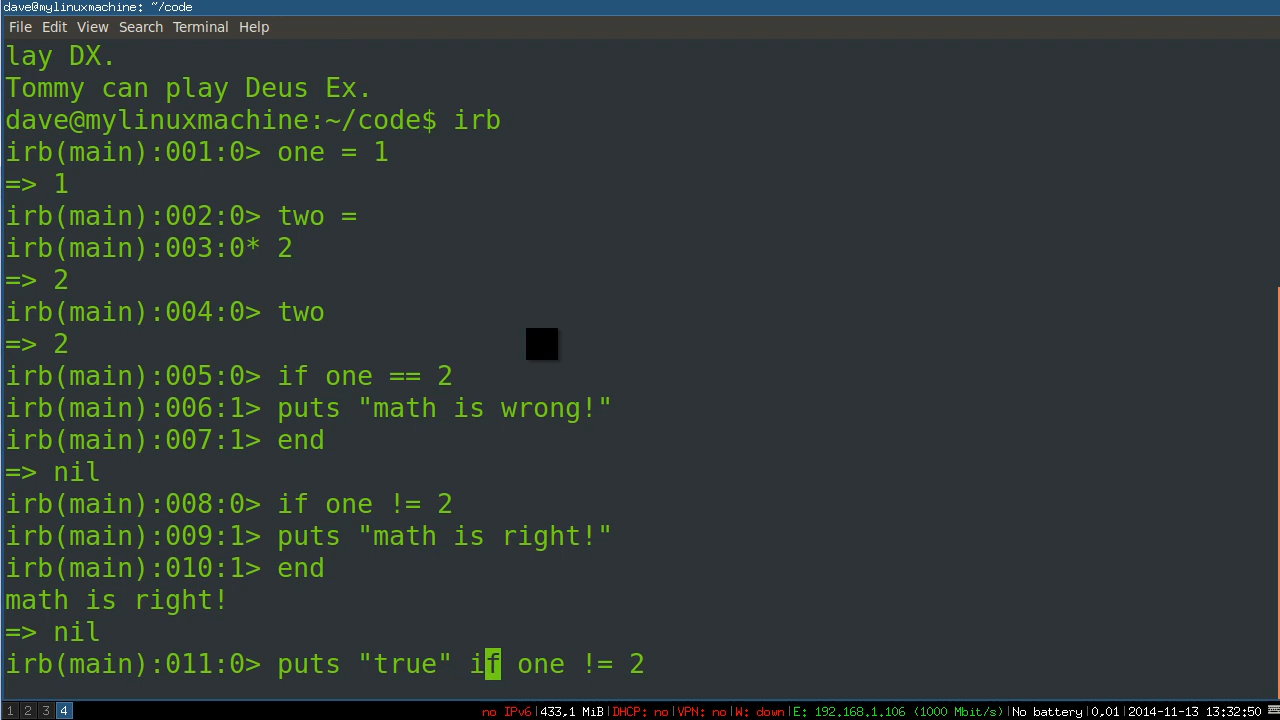 dave@mylinuxmachine: ~/code
File Edit View Search Terminal Help
lay DX.
Tommy can play Deus Ex.
dave@mylinuxmachine:~/code$ irb
irb(main):001:0> one = 1
=> 1
irb(main):002:0> two =
irb(main):003:0* 2
=> 2
irb(main):004:0> two
=> 2
irb(main):005:0> if one == 2
irb(main):006:1> puts "math is wrong!"
irb(main):007:1> end
=> nil
irb(main):008:0> if one != 2
irb(main):009:1> puts "math is right!"
irb(main):010:1> end
math is right!
=> nil
irb(main):011:0> puts "true" if one != 2
1 2 3 4 no IPv6|433,1 MiB|DHCP: no|VPN: no|W: down|E: 192.168.1.106 (1000 Mbit/s)|No battery|0,01|2014-11-13 13:32:50